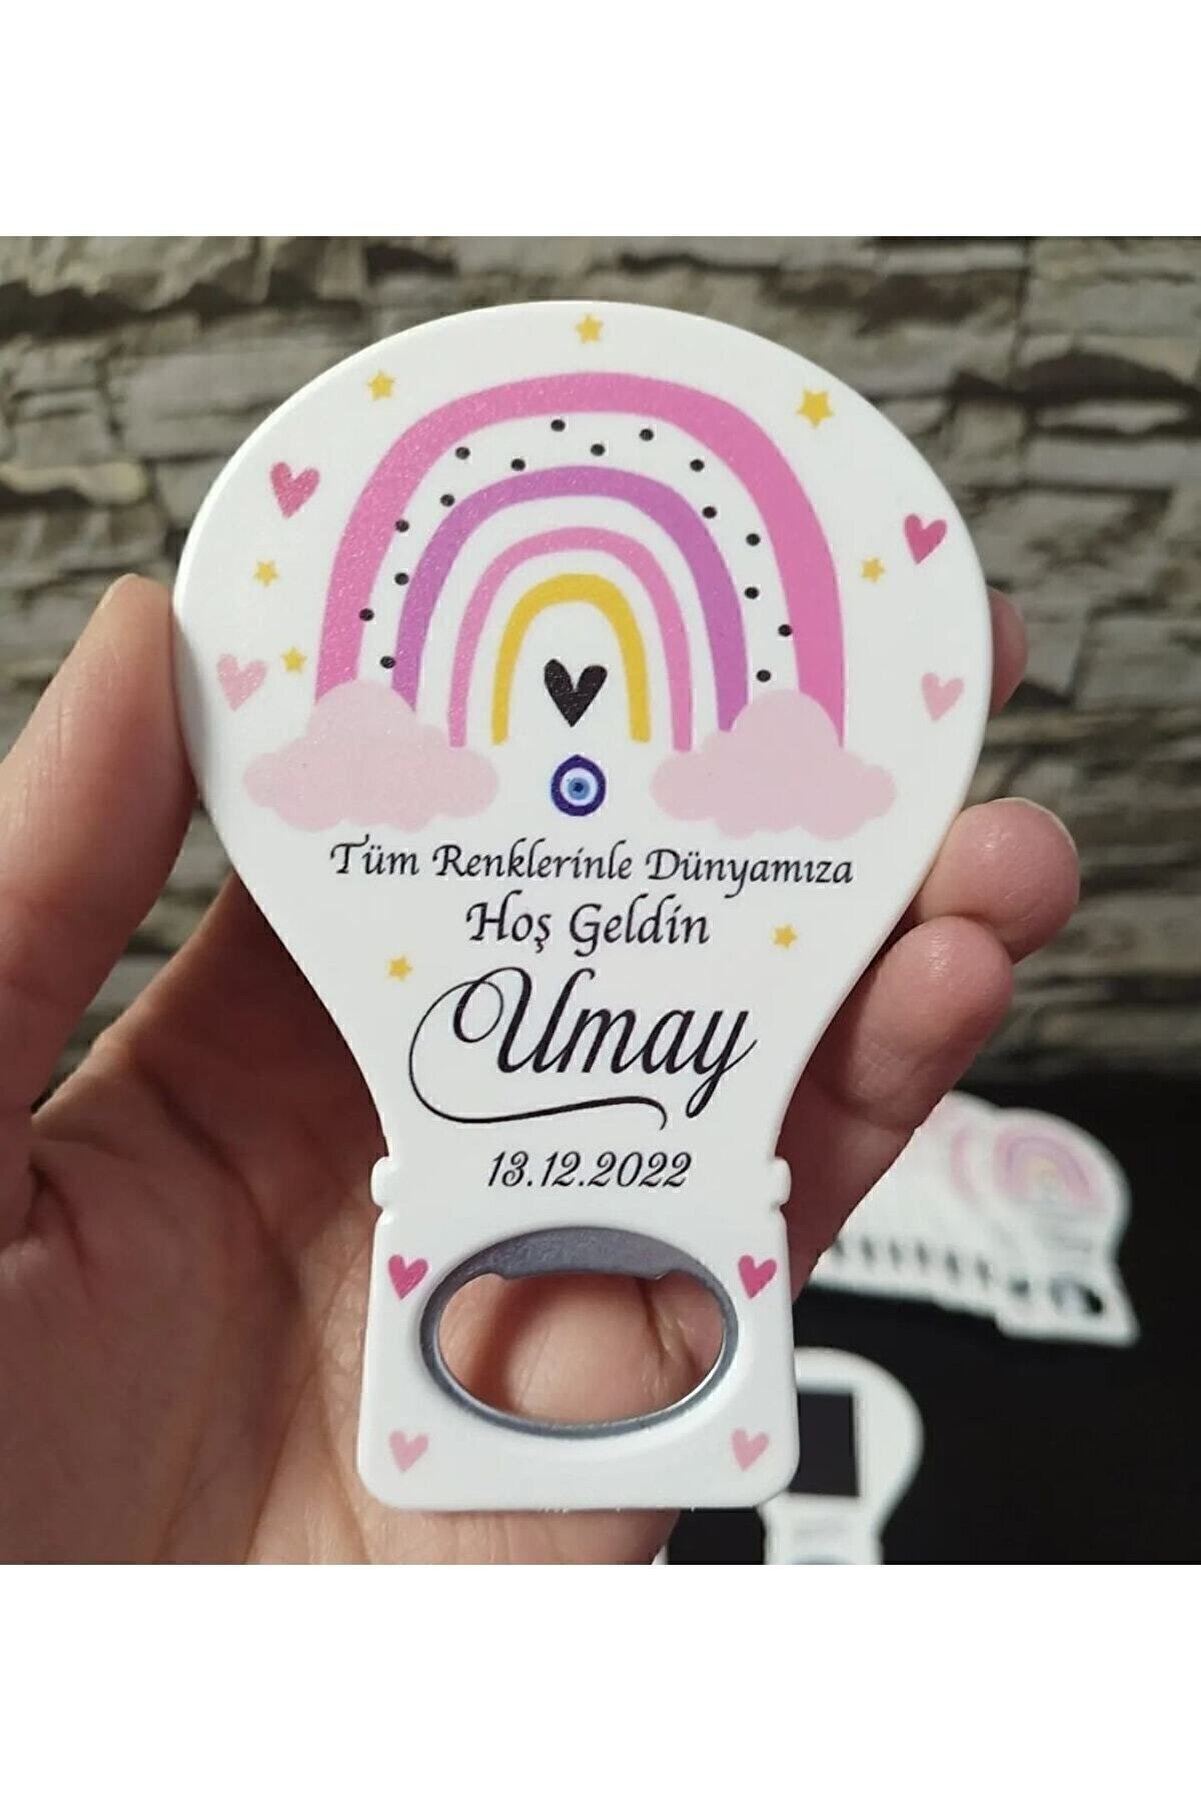 Tüm Renklerinle Dünyamıza
Hoş Geldin
Umay
13.12.2022